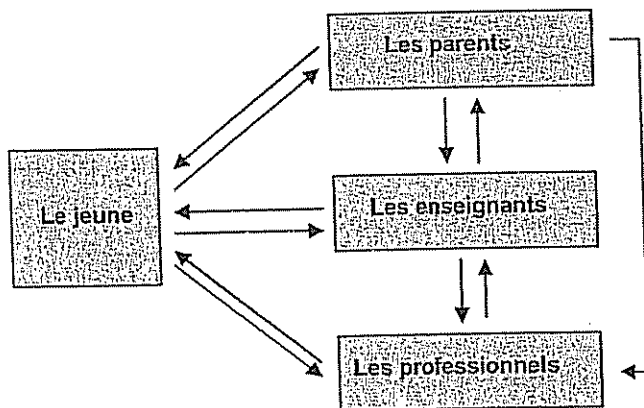 Les parents
Le jeune
Les enseignants
Les professionnels